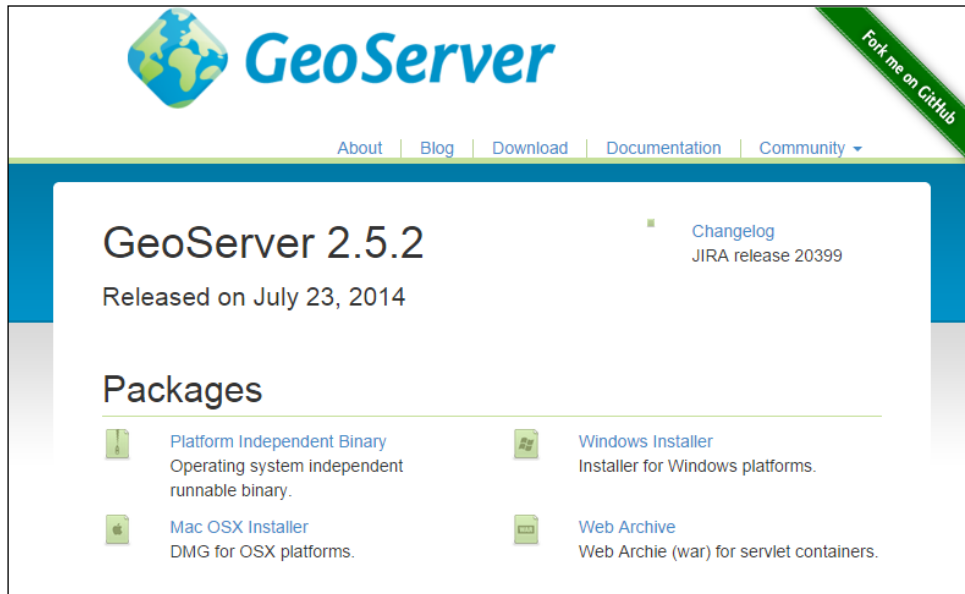 GeoServer
Fork me on GitHub
About
Blog
Download
Documentation
Community
GeoServer 2.5.2
Released on July 23, 2014
Changelog
JIRA release 20399
Packages
Platform Independent Binary
Operating system independent
runnable binary.
Windows Installer
Installer for Windows platforms.
Mac OSX Installer
DMG for OSX platforms.
Web Archive
Web Archie (war) for servlet containers.